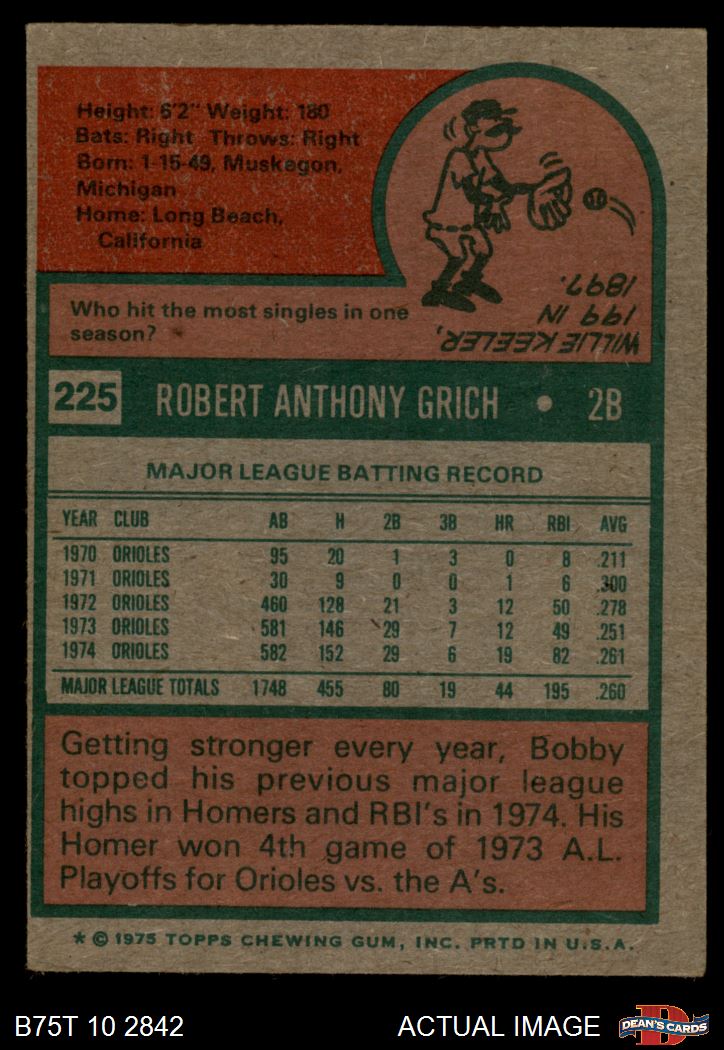 Height: 6'2" Weight: 180
Bats: Right Throws: Right
Born: 1-15-49, Muskegon,
Michigan
Home: Long Beach,
California
Who hit the most singles in one
season?
WILLIE KEELER,
199 IN
1897.
225 ROBERT ANTHONY GRICH • 2B
MAJOR LEAGUE BATTING RECORD
YEAR CLUB AB H 2B 3B HR RBI AVG
1970 ORIOLES 95 20 1 3 0 8 .211
1971 ORIOLES 30 9 0 0 1 6 .300
1972 ORIOLES 460 128 21 3 12 50 .278
1973 ORIOLES 581 146 29 7 12 49 .251
1974 ORIOLES 582 152 29 6 19 82 .261
MAJOR LEAGUE TOTALS 1748 455 80 19 44 195 .260
Getting stronger every year, Bobby
topped his previous major league
highs in Homers and RBI's in 1974. His
Homer won 4th game of 1973 A.L.
Playoffs for Orioles vs. the A's.
* © 1975 TOPPS CHEWING GUM, INC. PRTD IN U.S.A.
B75T 10 2842 ACTUAL IMAGE DEAN'S CARDS